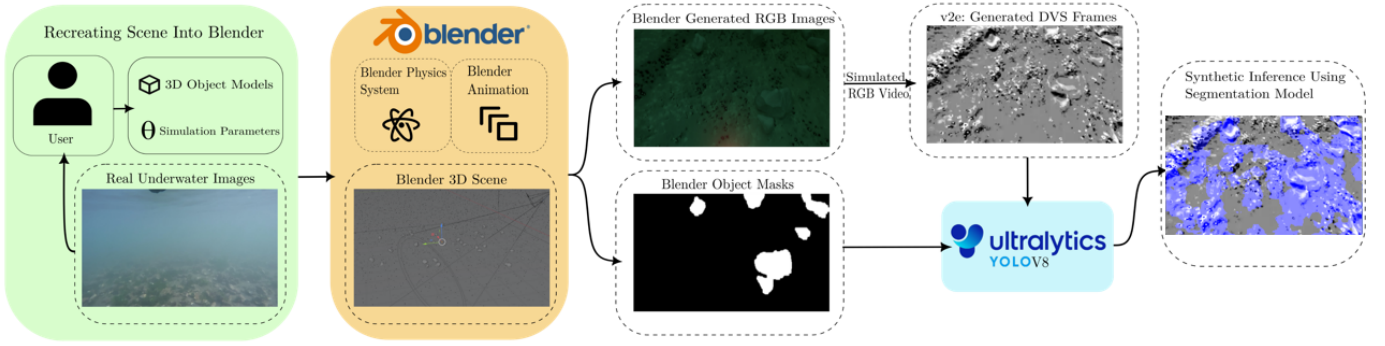 Recreating Scene Into Blender
User
3D Object Models
θ Simulation Parameters
Real Underwater Images
blender®
Blender Physics
System
Blender
Animation
Blender 3D Scene
Blender Generated RGB Images
Simulated
RGB Video
Blender Object Masks
v2e: Generated DVS Frames
ultralytics
YOLOV8
Synthetic Inference Using
Segmentation Model